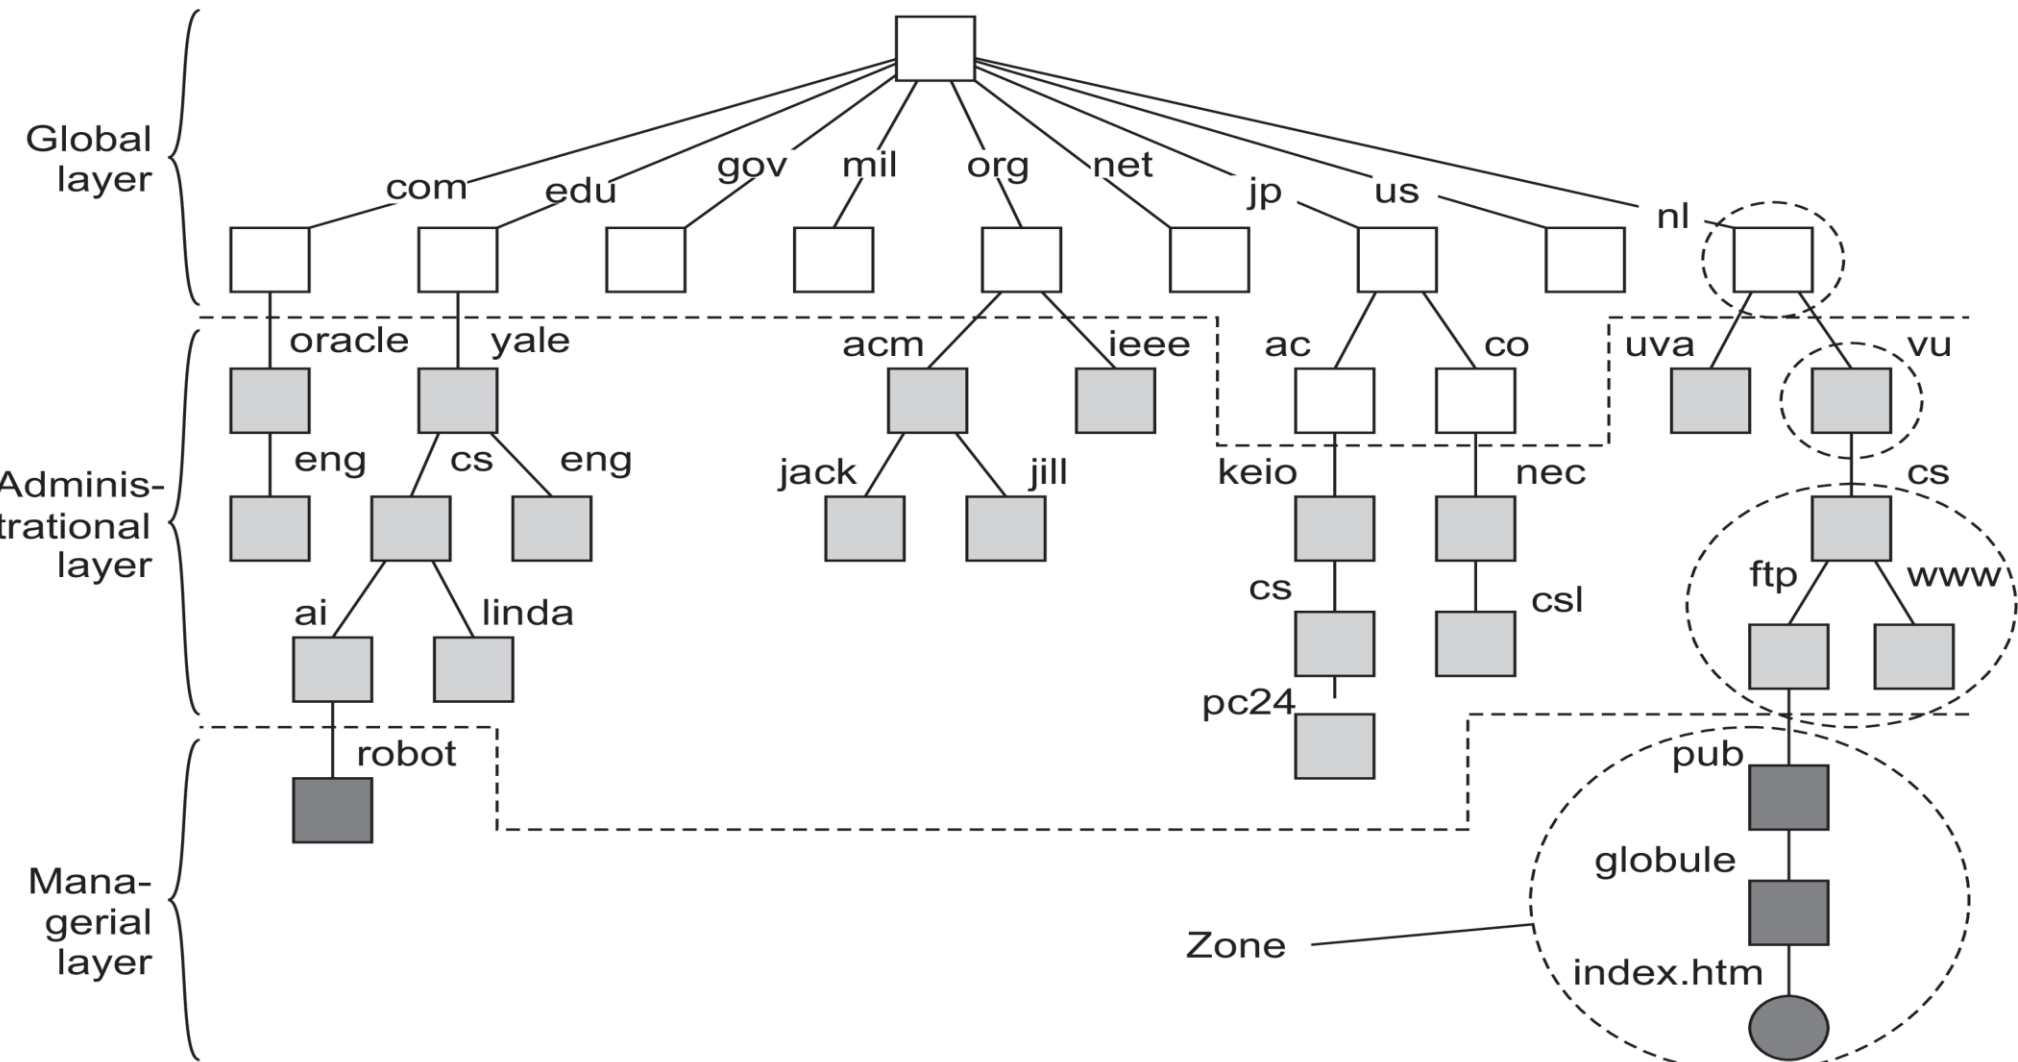 Global
layer
com
edu
gov
mil
org
net
jp
us
nl
oracle
yale
acm
ieee
ac
co
uva
vu
Adminis-
trational
layer
eng
cs
eng
jack
jill
keio
nec
cs
ai
linda
cs
csl
ftp
www
pc24
robot
pub
Mana-
gerial
layer
globule
Zone
index.htm